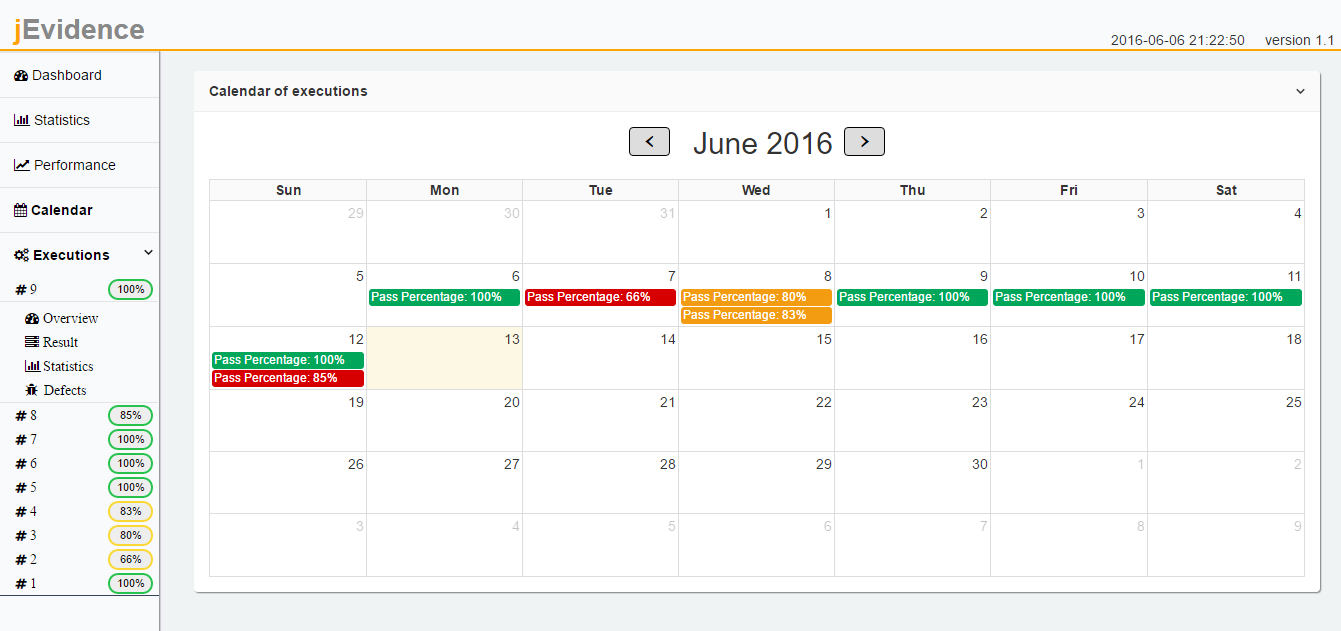 jEvidence
2016-06-06 21:22:50 version 1.1
Dashboard
Statistics
Performance
Calendar
Executions
# 9 100%
Overview
Result
Statistics
Defects
# 8 85%
# 7 100%
# 6 100%
# 5 100%
# 4 83%
# 3 80%
# 2 66%
# 1 100%
Calendar of executions
< June 2016 >
Sun Mon Tue Wed Thu Fri Sat
29 30 31 1 2 3 4
5 6 7 8 9 10 11
Pass Percentage: 100% Pass Percentage: 66% Pass Percentage: 80% Pass Percentage: 100% Pass Percentage: 100% Pass Percentage: 100%
Pass Percentage: 83%
12 13 14 15 16 17 18
Pass Percentage: 100%
Pass Percentage: 85%
19 20 21 22 23 24 25
26 27 28 29 30 1 2
3 4 5 6 7 8 9